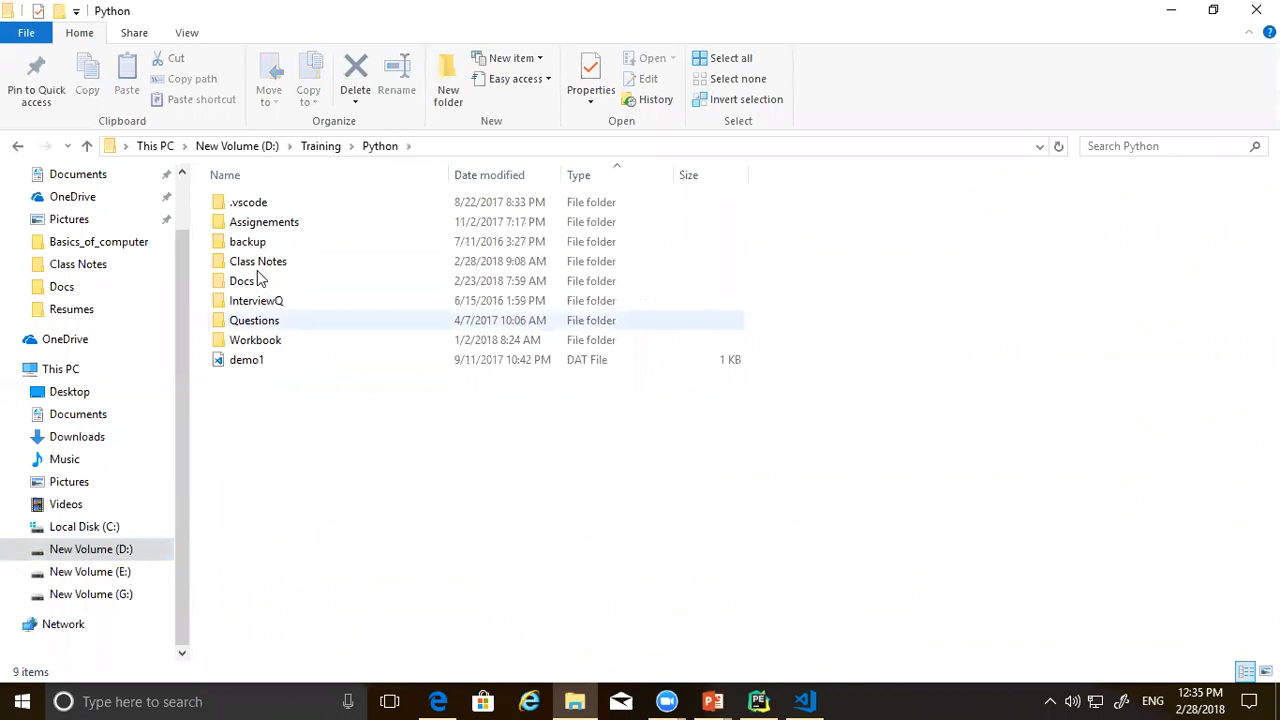 Python
File Home Share View
Pin to Quick access
Copy
Paste
Cut
Copy path
Paste shortcut
Clipboard
Move to
Copy to
Delete
Rename
Organize
New folder
New item
Easy access
New
Properties
Open
Edit
History
Open
Select all
Select none
Invert selection
Select
This PC New Volume (D:) Training Python
Search Python
Documents
OneDrive
Pictures
Basics_of_computer
Class Notes
Docs
Resumes
OneDrive
This PC
Desktop
Documents
Downloads
Music
Pictures
Videos
Local Disk (C:)
New Volume (D:)
New Volume (E:)
New Volume (G:)
Network
Name Date modified Type Size
.vscode 8/22/2017 8:33 PM File folder
Assignements 11/2/2017 7:17 PM File folder
backup 7/11/2016 3:27 PM File folder
Class Notes 2/28/2018 9:08 AM File folder
Docs 2/23/2018 7:59 AM File folder
InterviewQ 6/15/2016 1:59 PM File folder
Questions 4/7/2017 10:06 AM File folder
Workbook 1/2/2018 8:24 AM File folder
demo1 9/11/2017 10:42 PM DAT File 1 KB
9 items
Type here to search
ENG
12:35 PM
2/28/2018